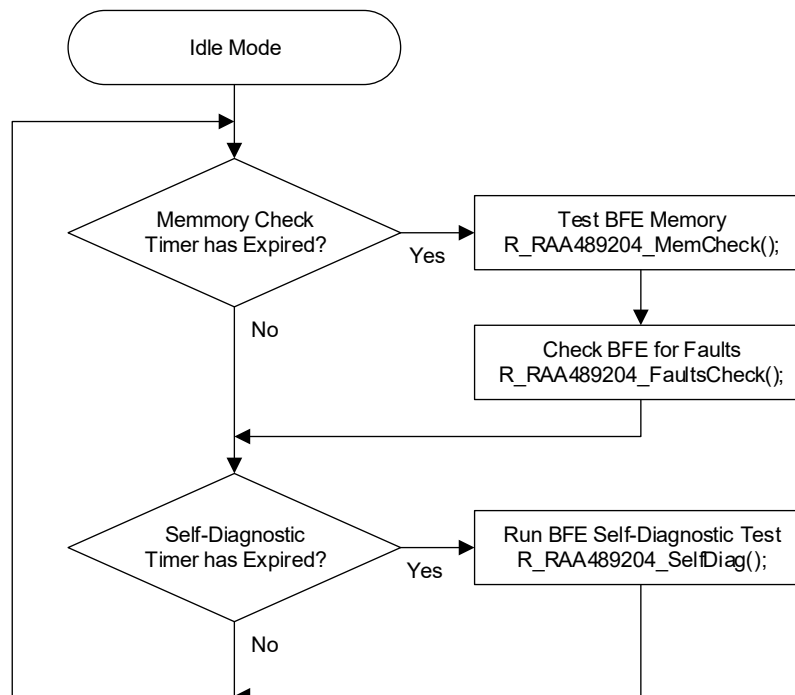 Idle Mode
Memmory Check
Timer has Expired?
Yes
No
Test BFE Memory
R_RAA489204_MemCheck();
Check BFE for Faults
R_RAA489204_FaultsCheck();
Self-Diagnostic
Timer has Expired?
Yes
No
Run BFE Self-Diagnostic Test
R_RAA489204_SelfDiag();